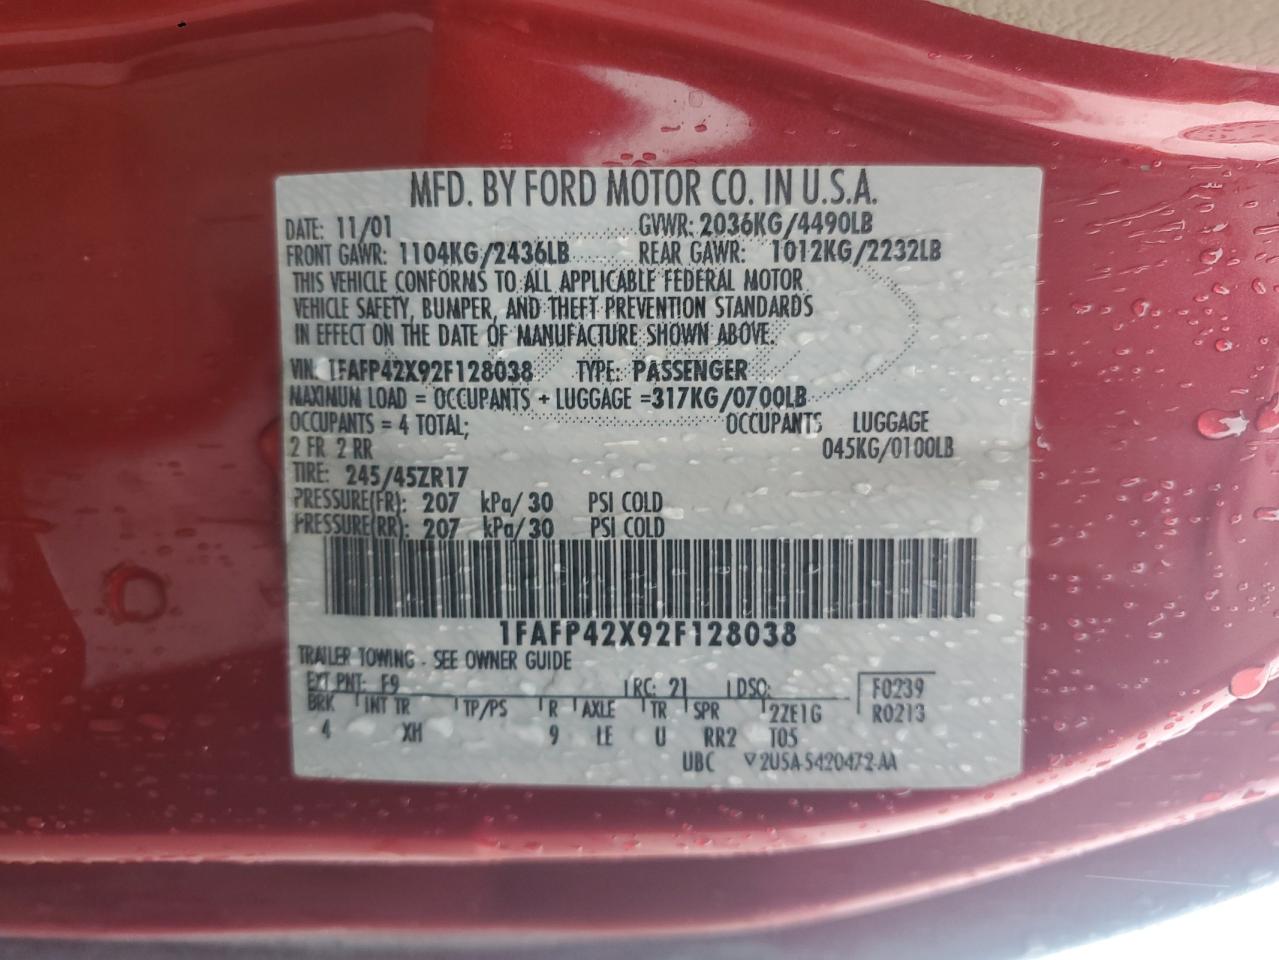 MFD. BY FORD MOTOR CO. IN U.S.A.
DATE: 11/01 GVWR: 2036KG/4490LB
FRONT GAWR: 1104KG/2436LB REAR GAWR: 1012KG/2232LB
THIS VEHICLE CONFORMS TO ALL APPLICABLE FEDERAL MOTOR
VEHICLE SAFETY, BUMPER, AND THEFT PREVENTION STANDARDS
IN EFFECT ON THE DATE OF MANUFACTURE SHOWN ABOVE.
VIN: 1FAFP42X92F128038 TYPE: PASSENGER
MAXIMUM LOAD = OCCUPANTS + LUGGAGE =317KG/0700LB
OCCUPANTS = 4 TOTAL; OCCUPANTS LUGGAGE
2 FR 2 RR 045KG/0100LB
TIRE: 245/45ZR17
PRESSURE(FR): 207 kPa/ 30 PSI COLD
PRESSURE(RR): 207 kPa/ 30 PSI COLD
1FAFP42X92F128038
TRAILER TOWING - SEE OWNER GUIDE
EXT PNT: F9 RC: 21 DSO: F0239
BRK INT TR TP/PS R AXLE TR SPR 2ZE1G R0213
4 XH 9 LE U RR2 T05
UBC ▽2U5A-5420472-AA